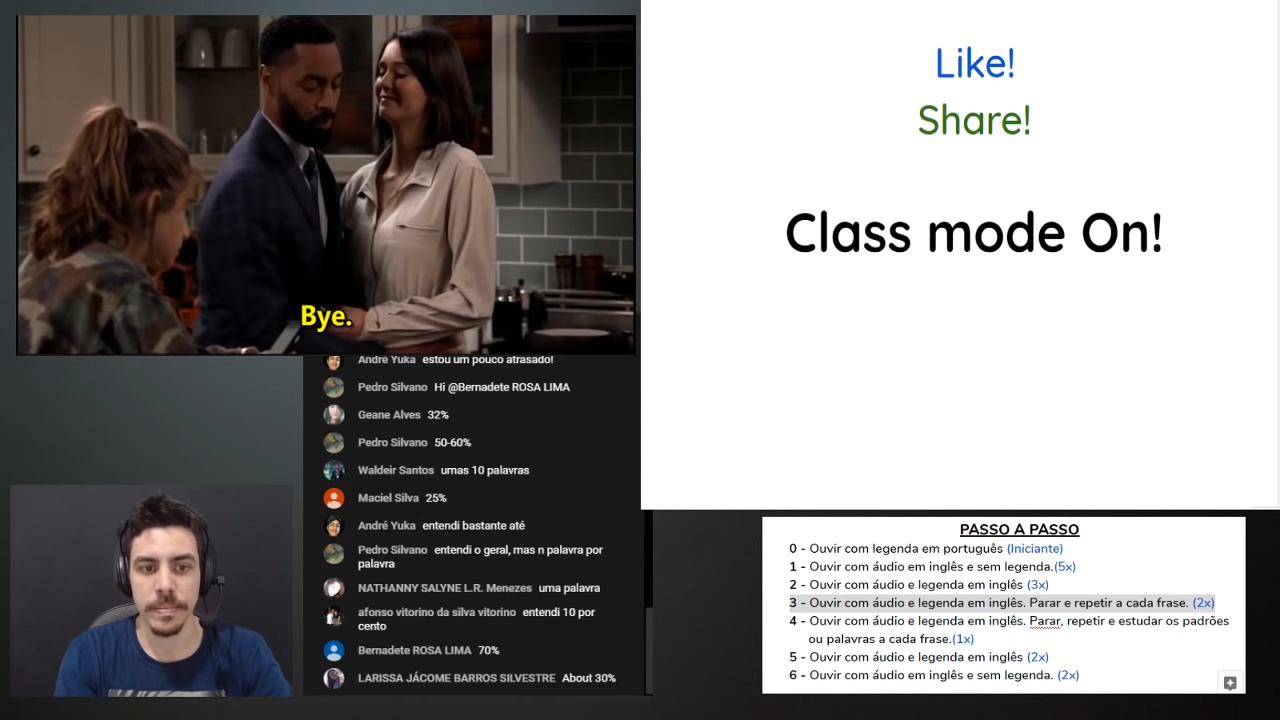 Like!
Share!
Class mode On!
Bye.
André Yuka estou um pouco atrasado!
Pedro Silvano Hi @Bernadete ROSA LIMA
Geane Alves 32%
Pedro Silvano 50-60%
Waldeir Santos umas 10 palavras
Maciel Silva 25%
André Yuka entendi bastante até
Pedro Silvano entendi o geral, mas n palavra por
palavra
NATHANNY SALYNE L.R. Menezes uma palavra
afonso vitorino da silva vitorino entendi 10 por
cento
Bernadete ROSA LIMA 70%
LARISSA JÁCOME BARROS SILVESTRE About 30%
PASSO A PASSO
0 - Ouvir com legenda em português (Iniciante)
1 - Ouvir com áudio em inglês e sem legenda.(5x)
2 - Ouvir com áudio e legenda em inglês (3x)
3 - Ouvir com áudio e legenda em inglês. Parar e repetir a cada frase. (2x)
4 - Ouvir com áudio e legenda em inglês. Parar, repetir e estudar os padrões
ou palavras a cada frase.(1x)
5 - Ouvir com áudio e legenda em inglês (2x)
6 - Ouvir com áudio em inglês e sem legenda. (2x)